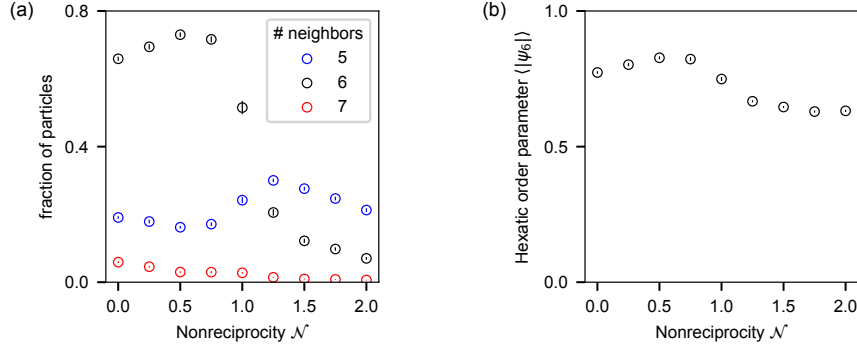 (a)
0.8
0.4
0.0
fraction of particles
# neighbors
5
6
7
0.0 0.5 1.0 1.5 2.0
Nonreciprocity 𝒩
(b)
1.0
0.5
0.0
Hexatic order parameter ⟨|ψ₆|⟩
0.0 0.5 1.0 1.5 2.0
Nonreciprocity 𝒩